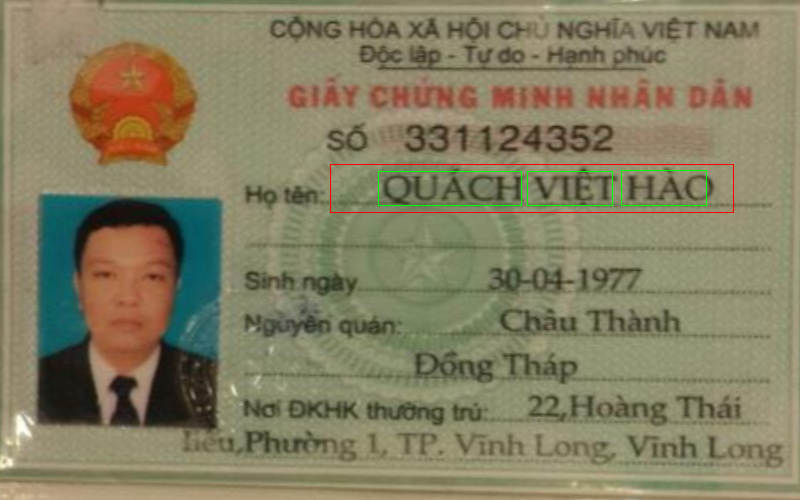 CỘNG HÒA XÃ HỘI CHỦ NGHĨA VIỆT NAM
Độc lập - Tự do - Hạnh phúc
GIẤY CHỨNG MINH NHÂN DÂN
SỐ 331124352
Họ tên: QUÁCH VIỆT HÀO
Sinh ngày 30-04-1977
Nguyên quán: Châu Thành
Đồng Tháp
Nơi ĐKHK thường trú: 22,Hoàng Thái
hiếu,Phường 1, TP. Vĩnh Long, Vĩnh Long